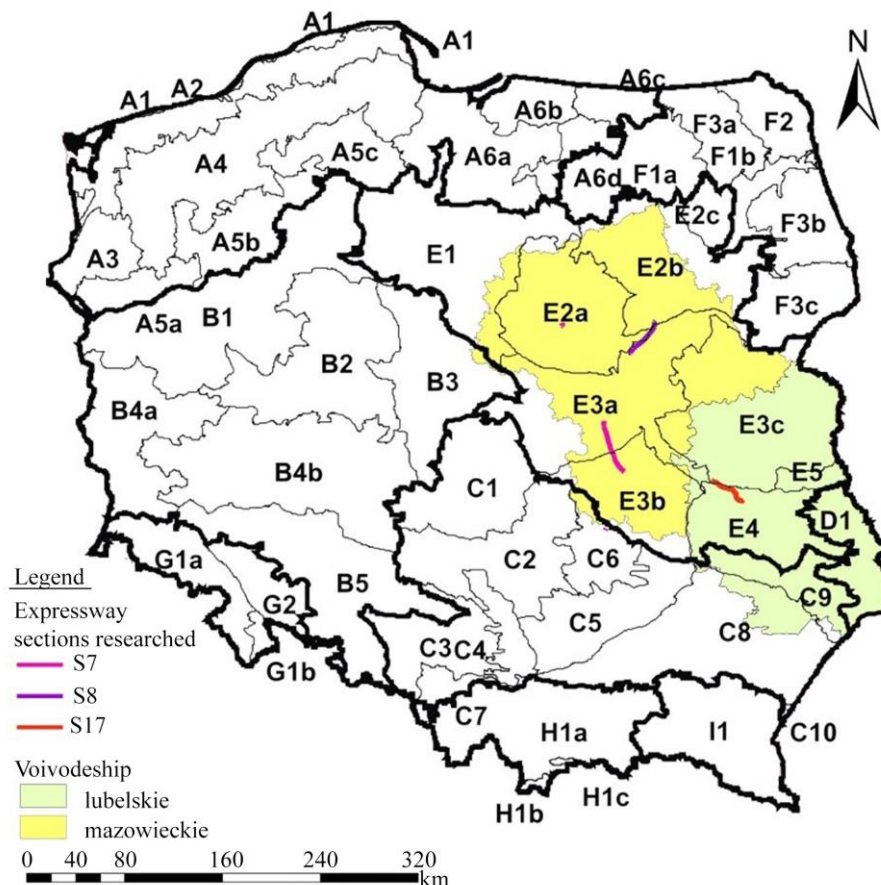 A1
A1
N
A2
A1
A6c
A6b
F3a
F2
A4
A5c
A6a
F1b
A6d
F1a
E2c
A3
A5b
E1
F3b
E2b
A5a
B1
E2a
F3c
B2
B3
B4a
E3a
E3c
B4b
C1
E5
E3b
E4
D1
G1a
C2
C6
Legend
B5
C9
G2
Expressway
sections researched
C5
C8
C3
C4
G1b
S7
S8
C7
H1a
I1
C10
S17
Voivodeship
lubelskie
H1b
H1c
mazowieckie
0 40 80 160 240 320
km